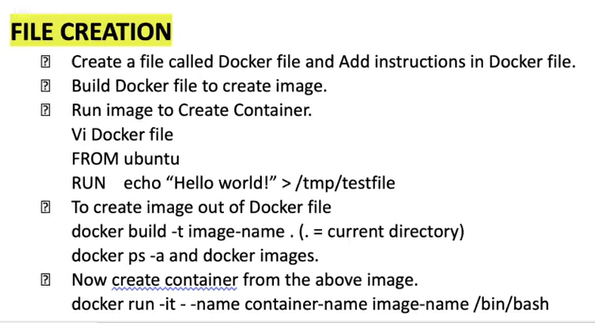 FILE CREATION
Create a file called Docker file and Add instructions in Docker file.
Build Docker file to create image.
Run image to Create Container.
Vi Docker file
FROM ubuntu
RUN echo “Hello world!” > /tmp/testfile
To create image out of Docker file
docker build -t image-name . (. = current directory)
docker ps -a and docker images.
Now create container from the above image.
docker run -it - -name container-name image-name /bin/bash